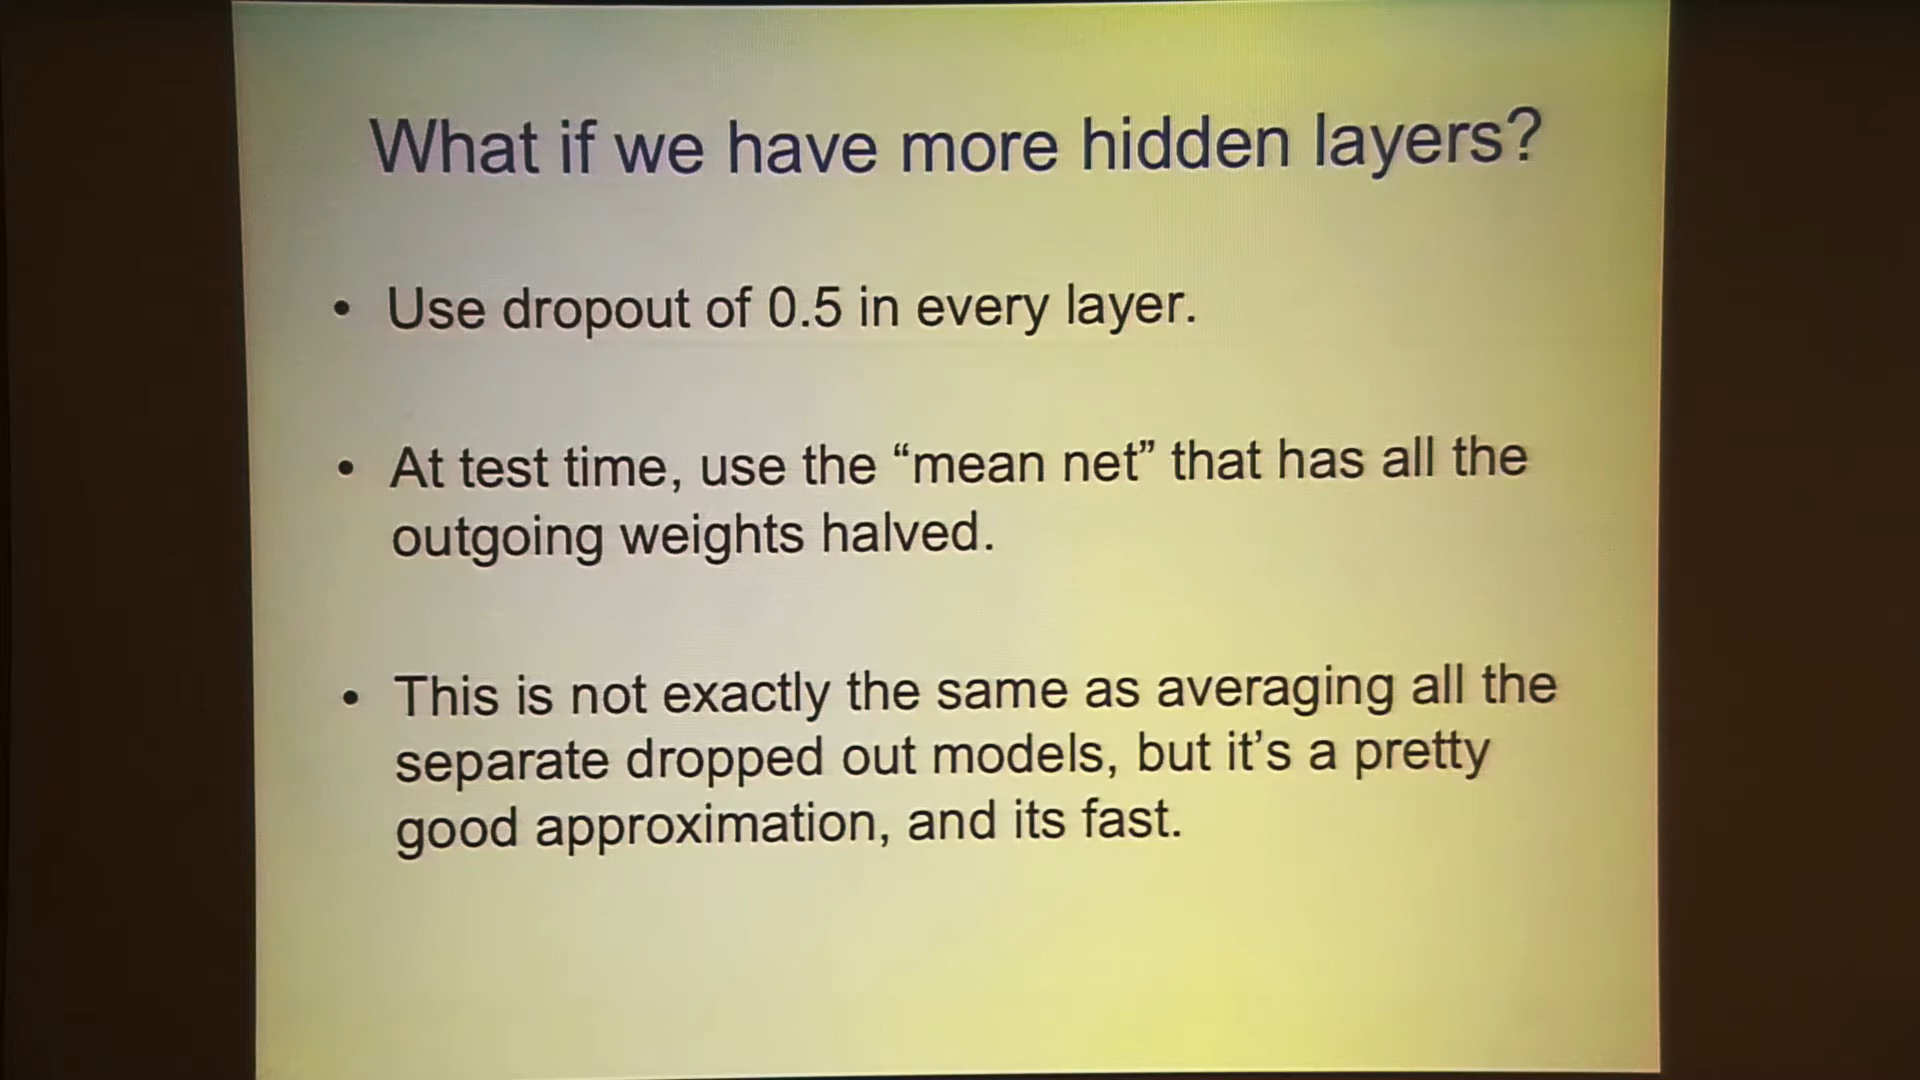 What if we have more hidden layers?
• Use dropout of 0.5 in every layer.
• At test time, use the “mean net” that has all the
outgoing weights halved.
• This is not exactly the same as averaging all the
separate dropped out models, but it’s a pretty
good approximation, and its fast.